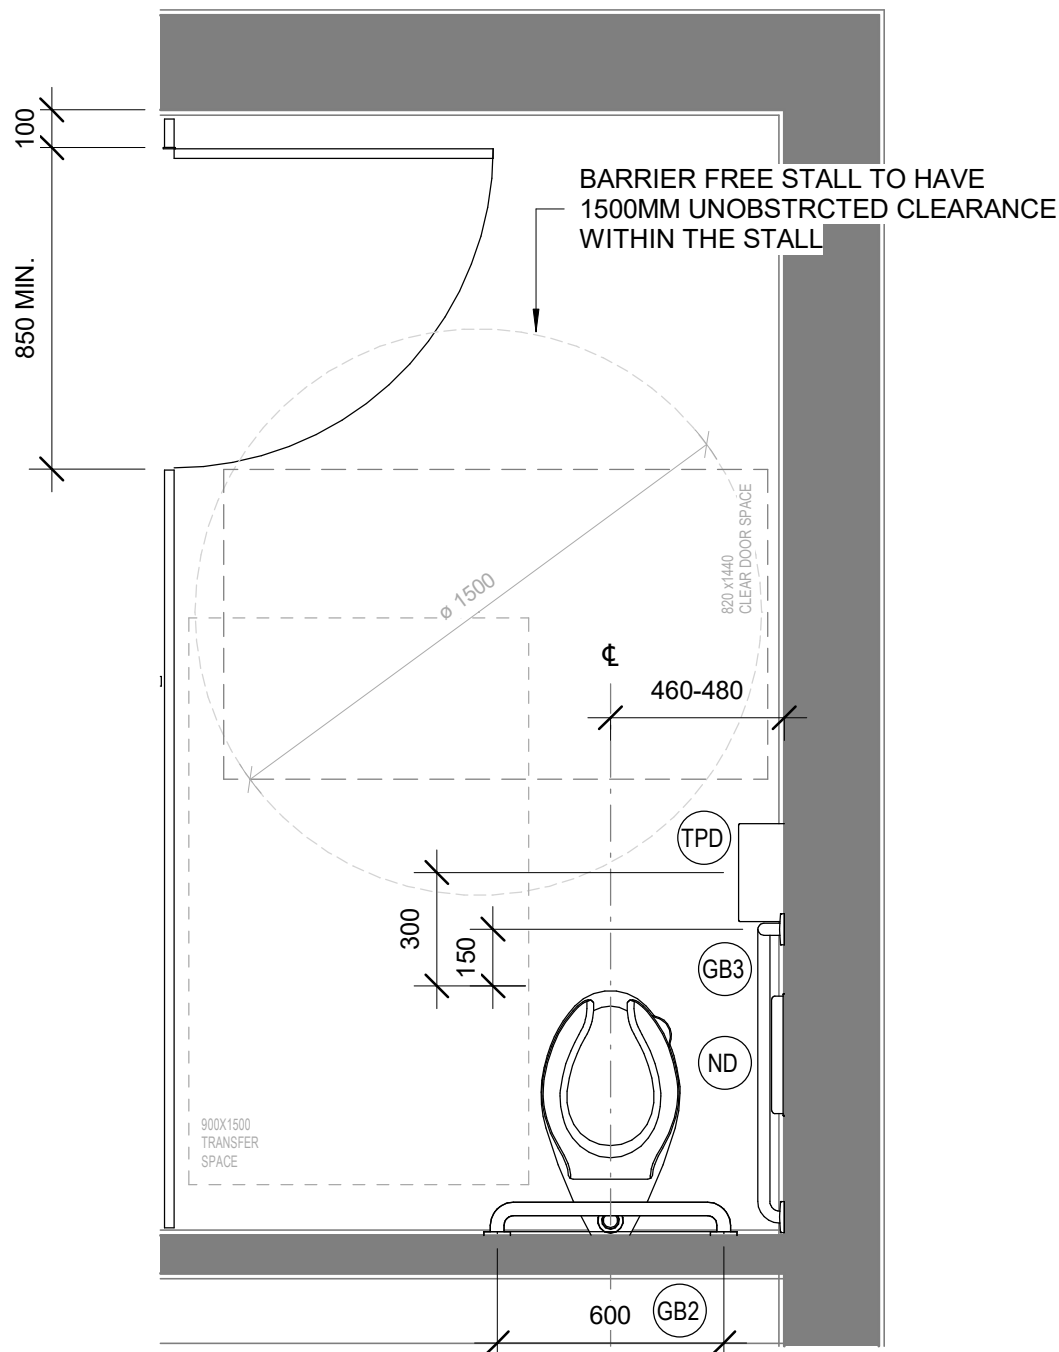 100
850 MIN.
BARRIER FREE STALL TO HAVE
1500MM UNOBSTRCTED CLEARANCE
WITHIN THE STALL
ø 1500
820 x1440
CLEAR DOOR SPACE
℄
460-480
TPD
300
150
GB3
ND
900X1500
TRANSFER
SPACE
600
GB2